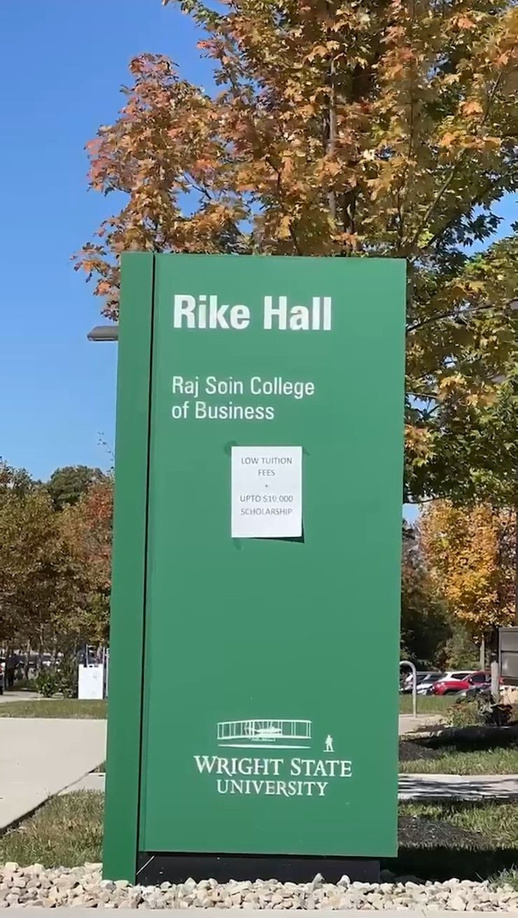 Rike Hall
Raj Soin College
of Business
LOW TUITION
FEES
+
UPTO $10,000
SCHOLARSHIP
WRIGHT STATE
UNIVERSITY